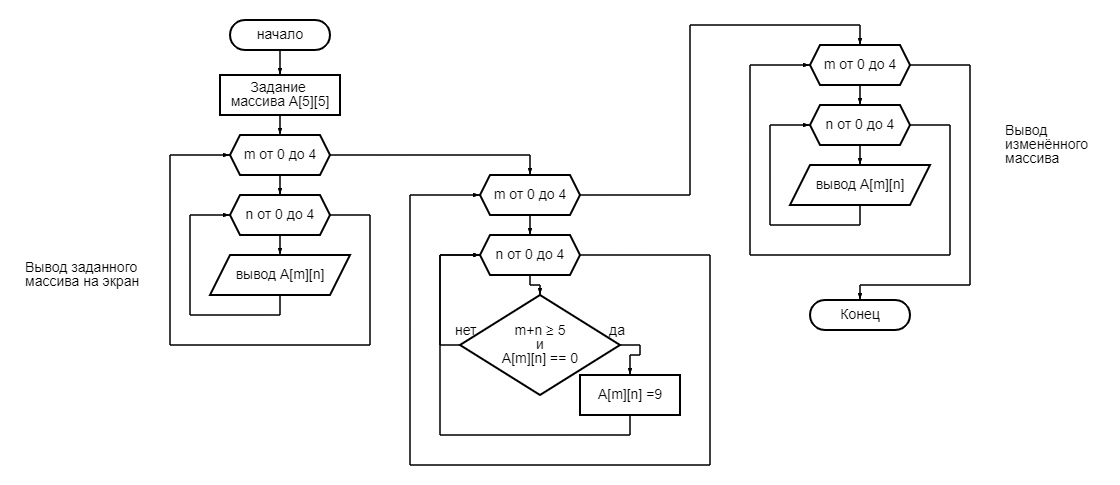 начало
Задание
массива A[5][5]
m от 0 до 4
n от 0 до 4
вывод A[m][n]
Вывод заданного
массива на экран
m от 0 до 4
n от 0 до 4
нет
да
m+n ≥ 5
и
A[m][n] == 0
A[m][n] =9
m от 0 до 4
n от 0 до 4
вывод A[m][n]
Вывод
изменённого
массива
Конец